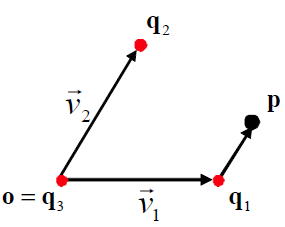 q₂
v⃗₂
p
o = q₃
v⃗₁
q₁